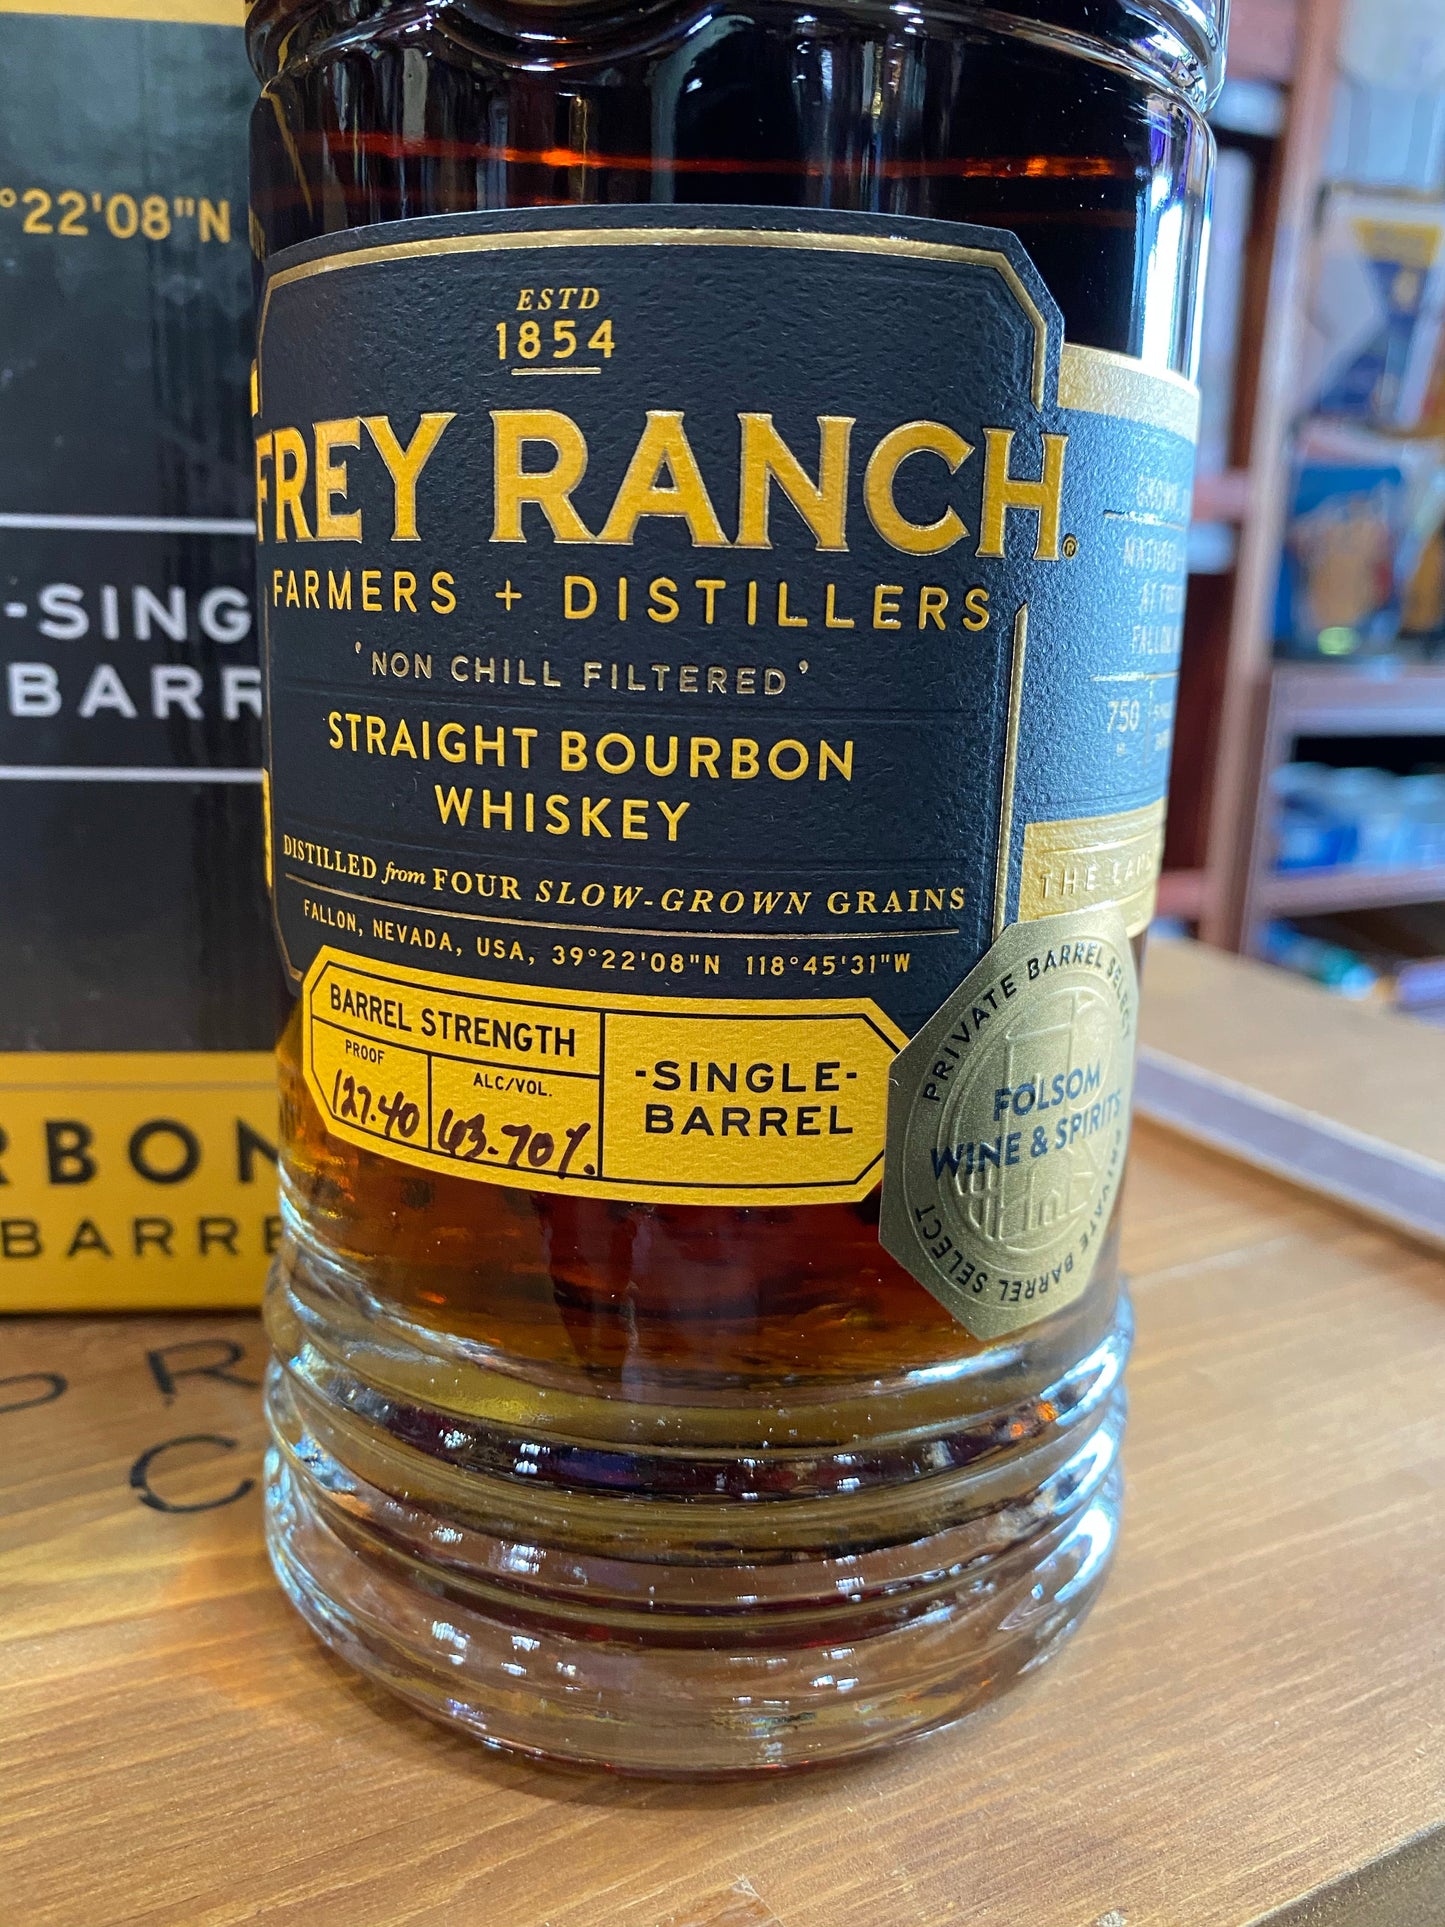 °22'08"N
-SING
BARR
RBON
BARRE
R
C
ESTD
1854
FREY RANCH®
FARMERS + DISTILLERS
'NON CHILL FILTERED'
STRAIGHT BOURBON
WHISKEY
DISTILLED from FOUR SLOW-GROWN GRAINS
FALLON, NEVADA, USA, 39°22'08"N 118°45'31"W
BARREL STRENGTH
PROOF
127.40
ALC/VOL.
63.70%.
-SINGLE-
BARREL
750
THE
PRIVATE BARREL SELECT
FOLSOM
WINE & SPIRITS
PRIVATE BARREL SELECT